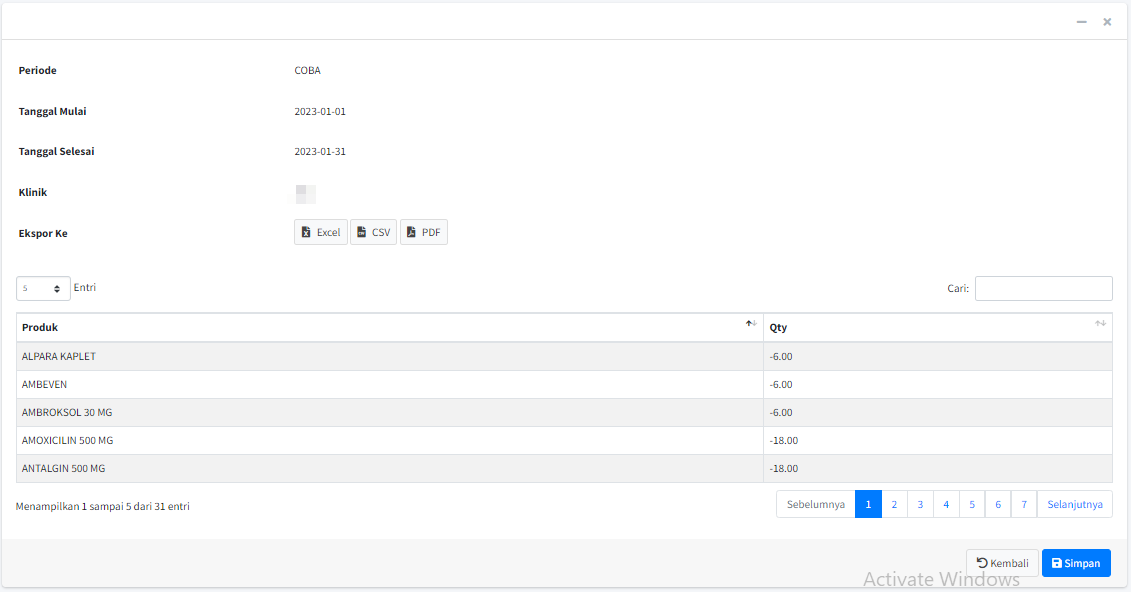 Periode COBA
Tanggal Mulai 2023-01-01
Tanggal Selesai 2023-01-31
Klinik
Ekspor Ke Excel CSV PDF
5 Entri Cari:
Produk Qty
ALPARA KAPLET -6.00
AMBEVEN -6.00
AMBROKSOL 30 MG -6.00
AMOXICILIN 500 MG -18.00
ANTALGIN 500 MG -18.00
Menampilkan 1 sampai 5 dari 31 entri Sebelumnya 1 2 3 4 5 6 7 Selanjutnya
Kembali Simpan
Activate Windows